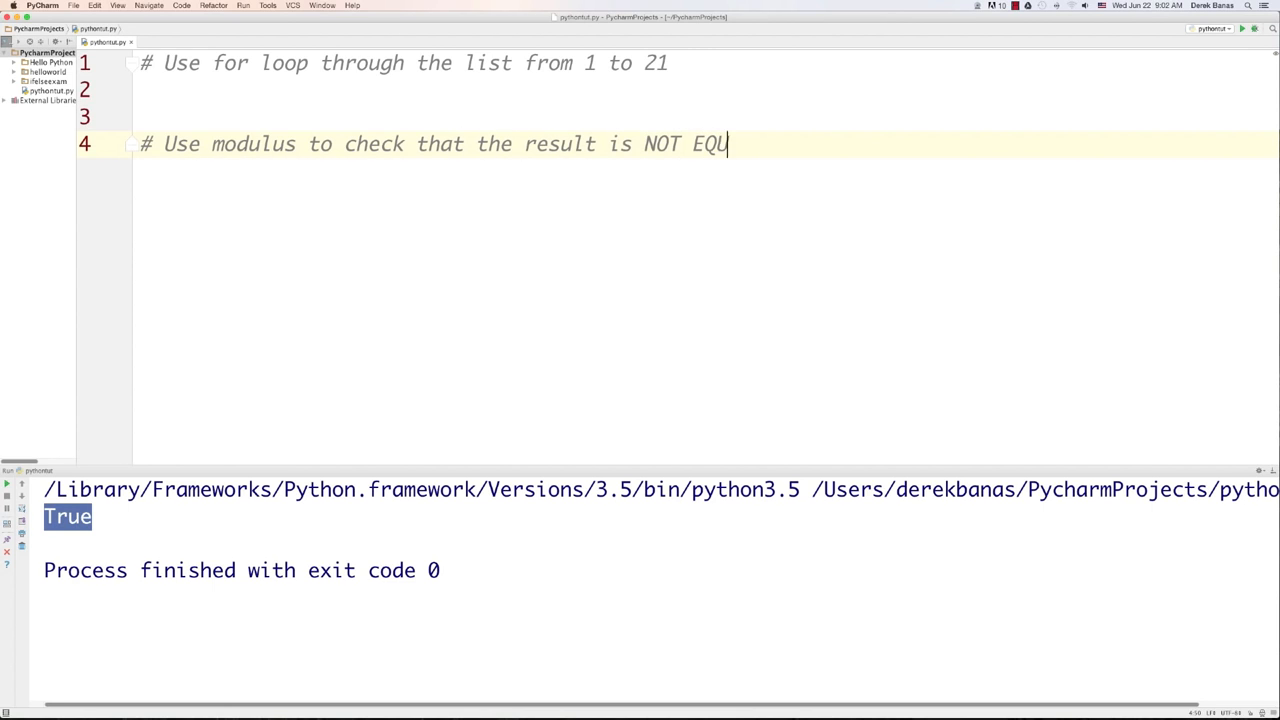 PyCharm File Edit View Navigate Code Refactor Run Tools VCS Window Help
10 Wed Jun 22 9:02 AM Derek Banas
pythontut.py - PycharmProjects - [~/PycharmProjects]
PycharmProjects pythontut.py
pythontut
pythontut.py
PycharmProject
Hello Python
helloworld
ifelseexam
pythontut.py
External Librarie
1 # Use for loop through the list from 1 to 21
2
3
4 # Use modulus to check that the result is NOT EQU
Run pythontut
/Library/Frameworks/Python.framework/Versions/3.5/bin/python3.5 /Users/derekbanas/PycharmProjects/pytho
True
Process finished with exit code 0
4:50 LF÷ UTF-8÷